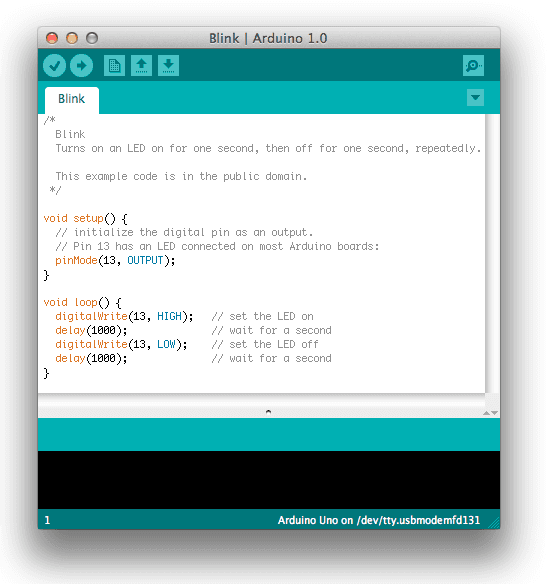 Blink | Arduino 1.0
Blink
/*
  Blink
  Turns on an LED on for one second, then off for one second, repeatedly.

  This example code is in the public domain.
 */

void setup() {
  // initialize the digital pin as an output.
  // Pin 13 has an LED connected on most Arduino boards:
  pinMode(13, OUTPUT);
}

void loop() {
  digitalWrite(13, HIGH);   // set the LED on
  delay(1000);              // wait for a second
  digitalWrite(13, LOW);    // set the LED off
  delay(1000);              // wait for a second
}
1 Arduino Uno on /dev/tty.usbmodemfd131